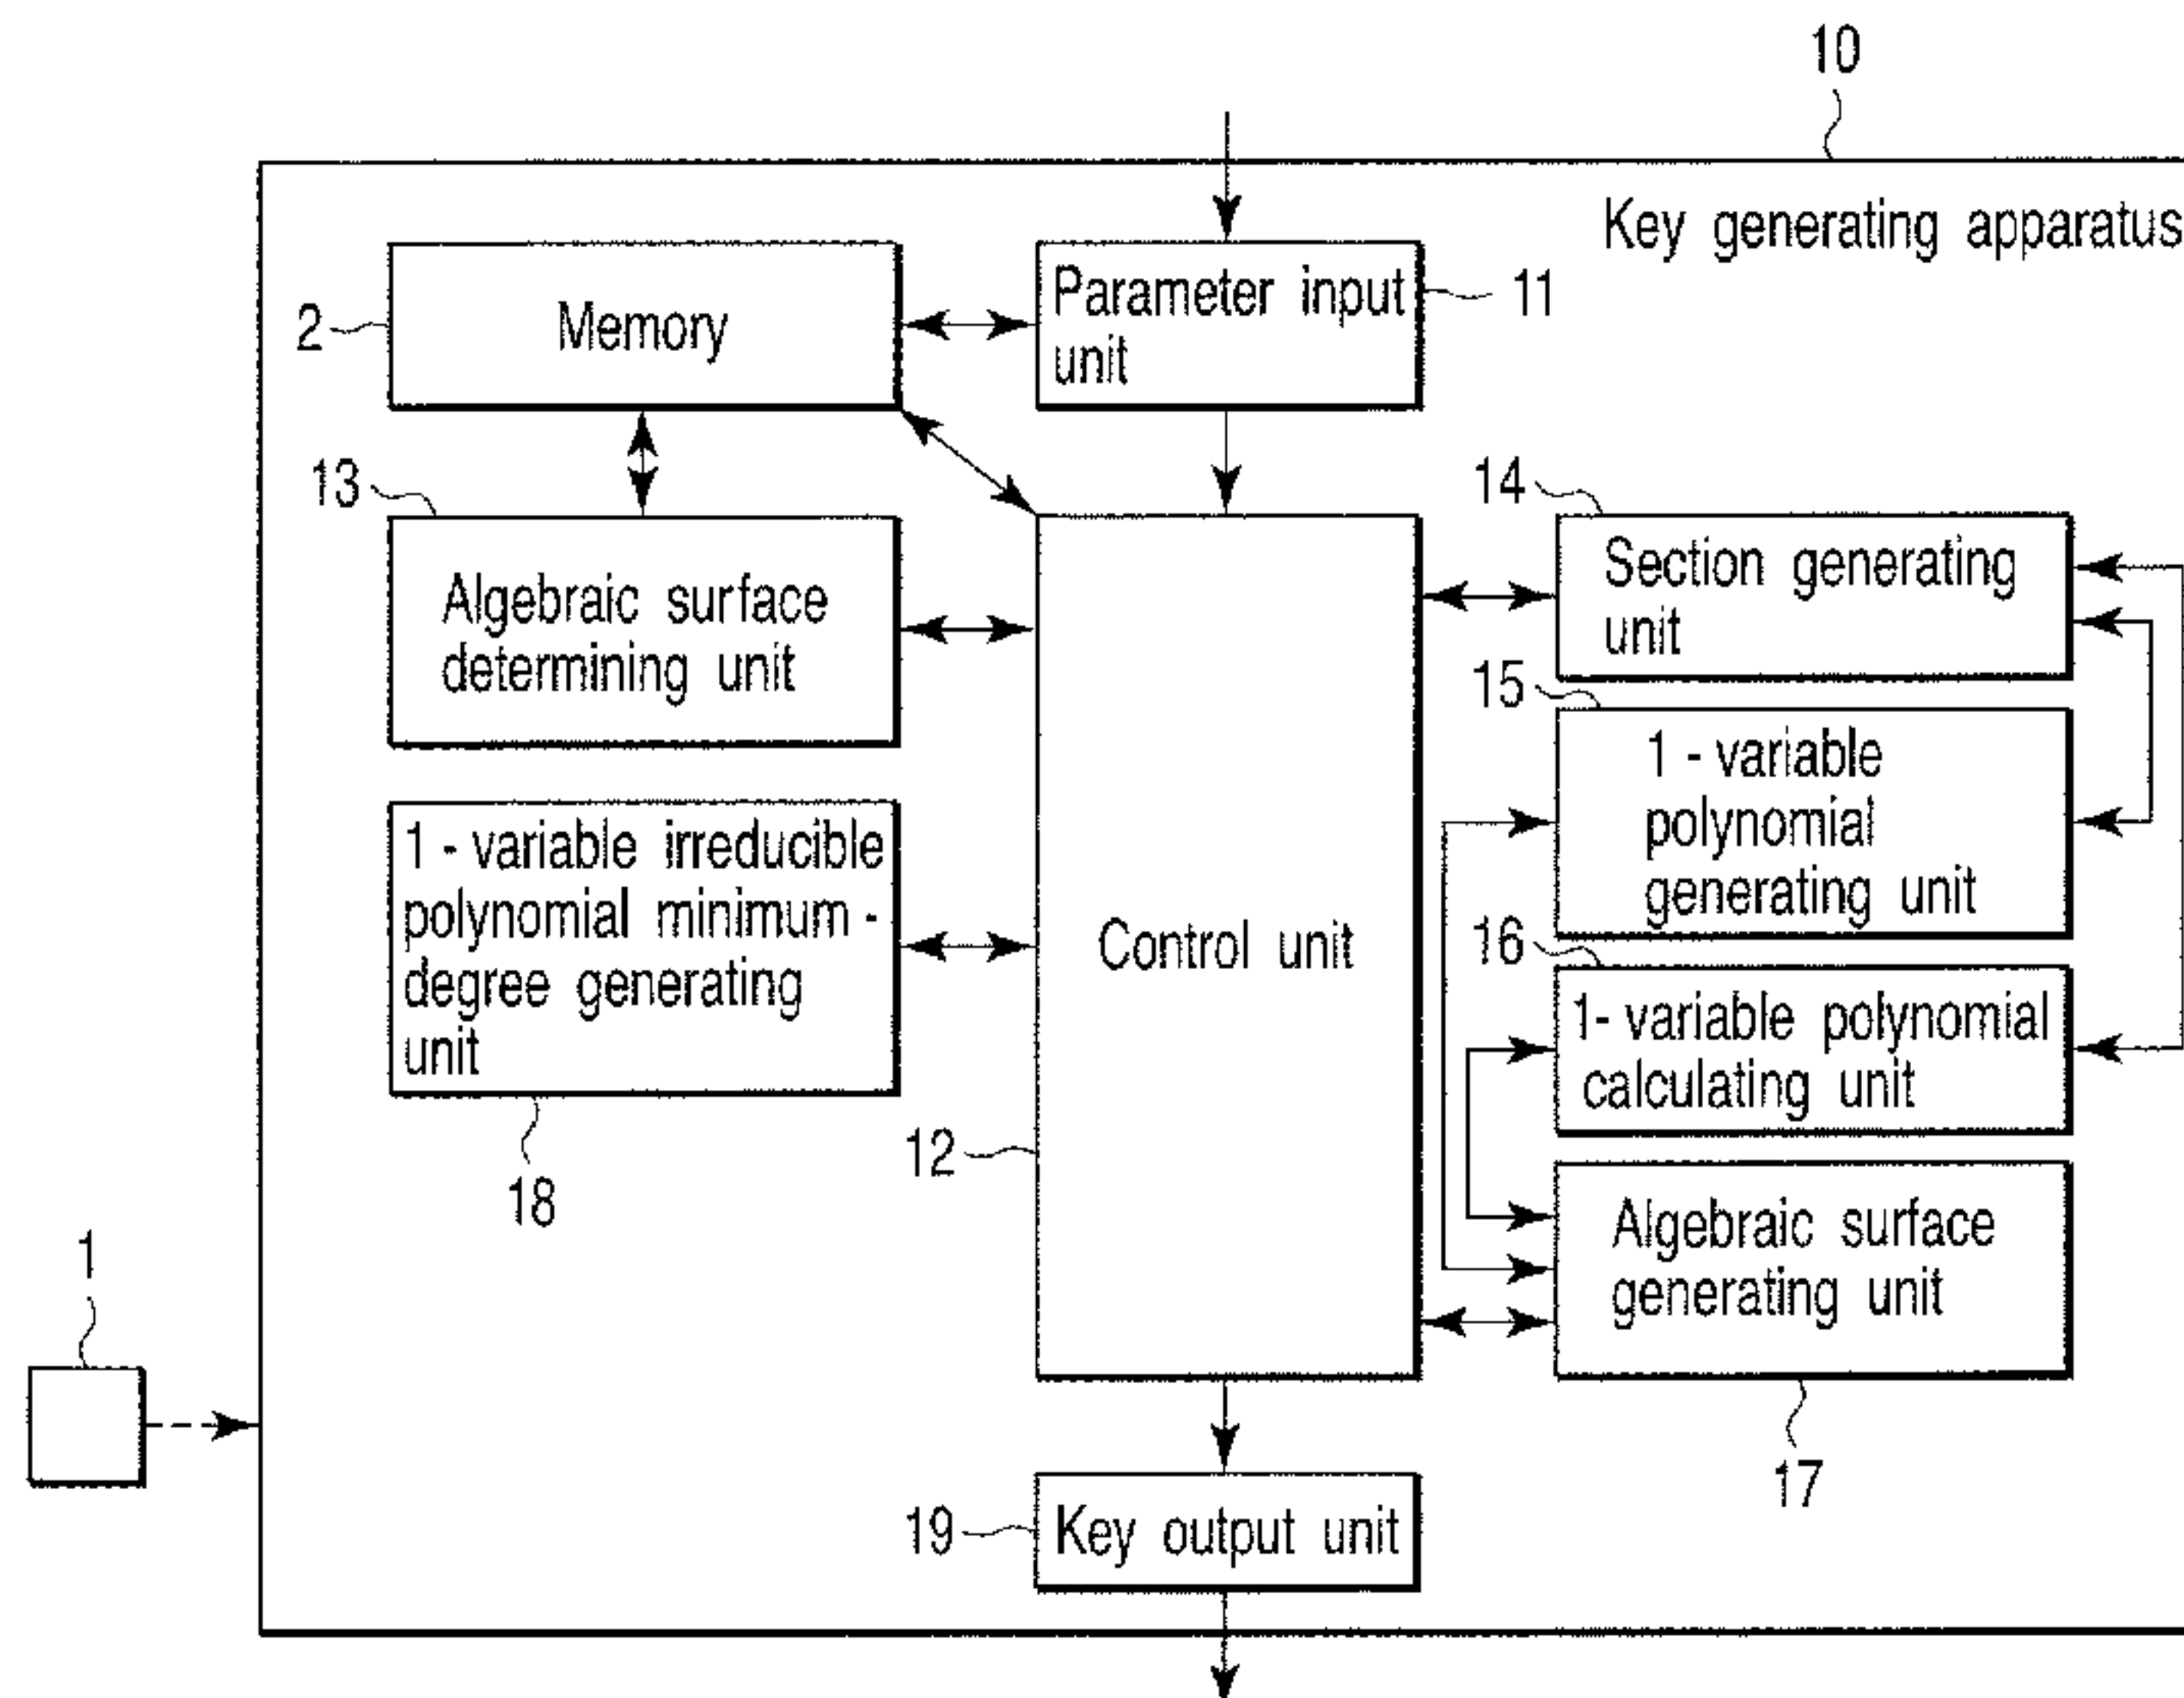 10
Key generating apparatus
2
Memory
Parameter input
unit
11
13
Algebraic surface
determining unit
14
Section generating
unit
15
1 - variable
polynomial
generating unit
1 - variable irreducible
polynomial minimum -
degree generating
unit
18
Control unit
12
16
1- variable polynomial
calculating unit
Algebraic surface
generating unit
17
1
19
Key output unit